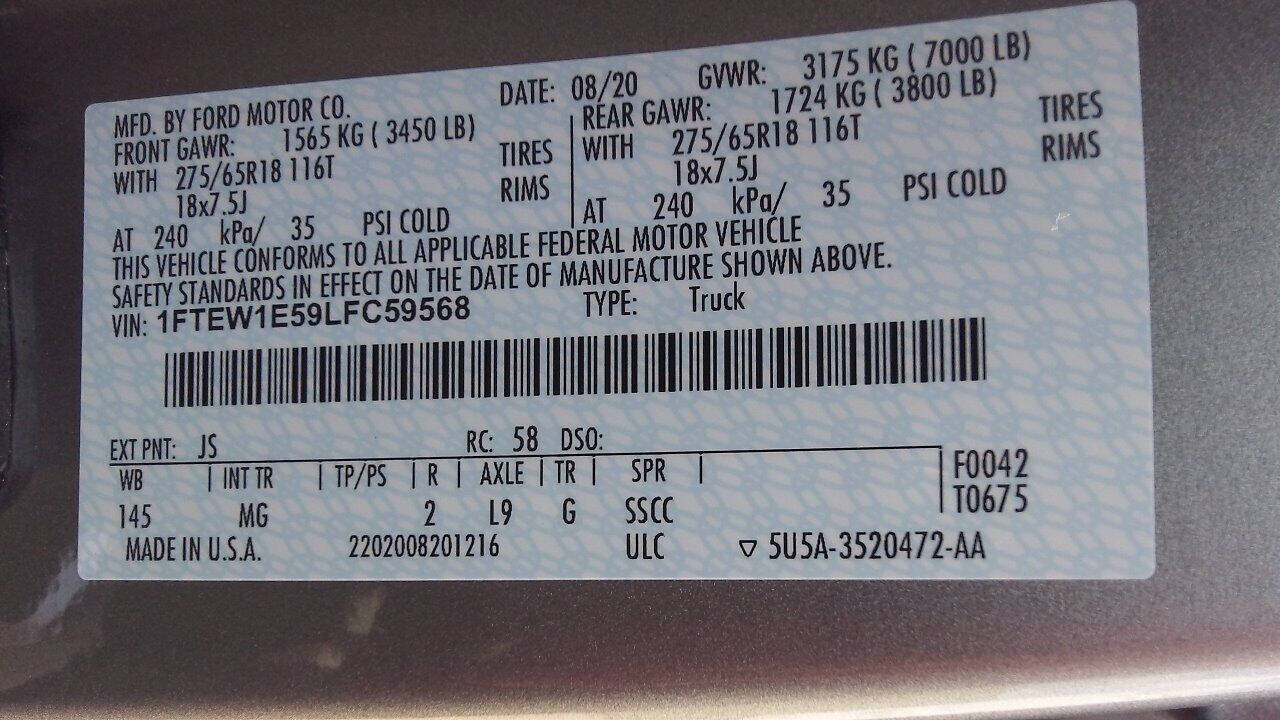 MFD. BY FORD MOTOR CO. DATE: 08/20 GVWR: 3175 KG ( 7000 LB)
FRONT GAWR: 1565 KG ( 3450 LB) REAR GAWR: 1724 KG ( 3800 LB)
WITH 275/65R18 116T TIRES WITH 275/65R18 116T TIRES
18x7.5J RIMS 18x7.5J RIMS
AT 240 kPa/ 35 PSI COLD AT 240 kPa/ 35 PSI COLD
THIS VEHICLE CONFORMS TO ALL APPLICABLE FEDERAL MOTOR VEHICLE
SAFETY STANDARDS IN EFFECT ON THE DATE OF MANUFACTURE SHOWN ABOVE.
VIN: 1FTEW1E59LFC59568 TYPE: Truck
EXT PNT: JS RC: 58 DSO:
WB | INT TR | TP/PS | R | AXLE | TR | SPR | F0042
145 MG 2 L9 G SSCC T0675
MADE IN U.S.A. 2202008201216 ULC ▽ 5U5A-3520472-AA